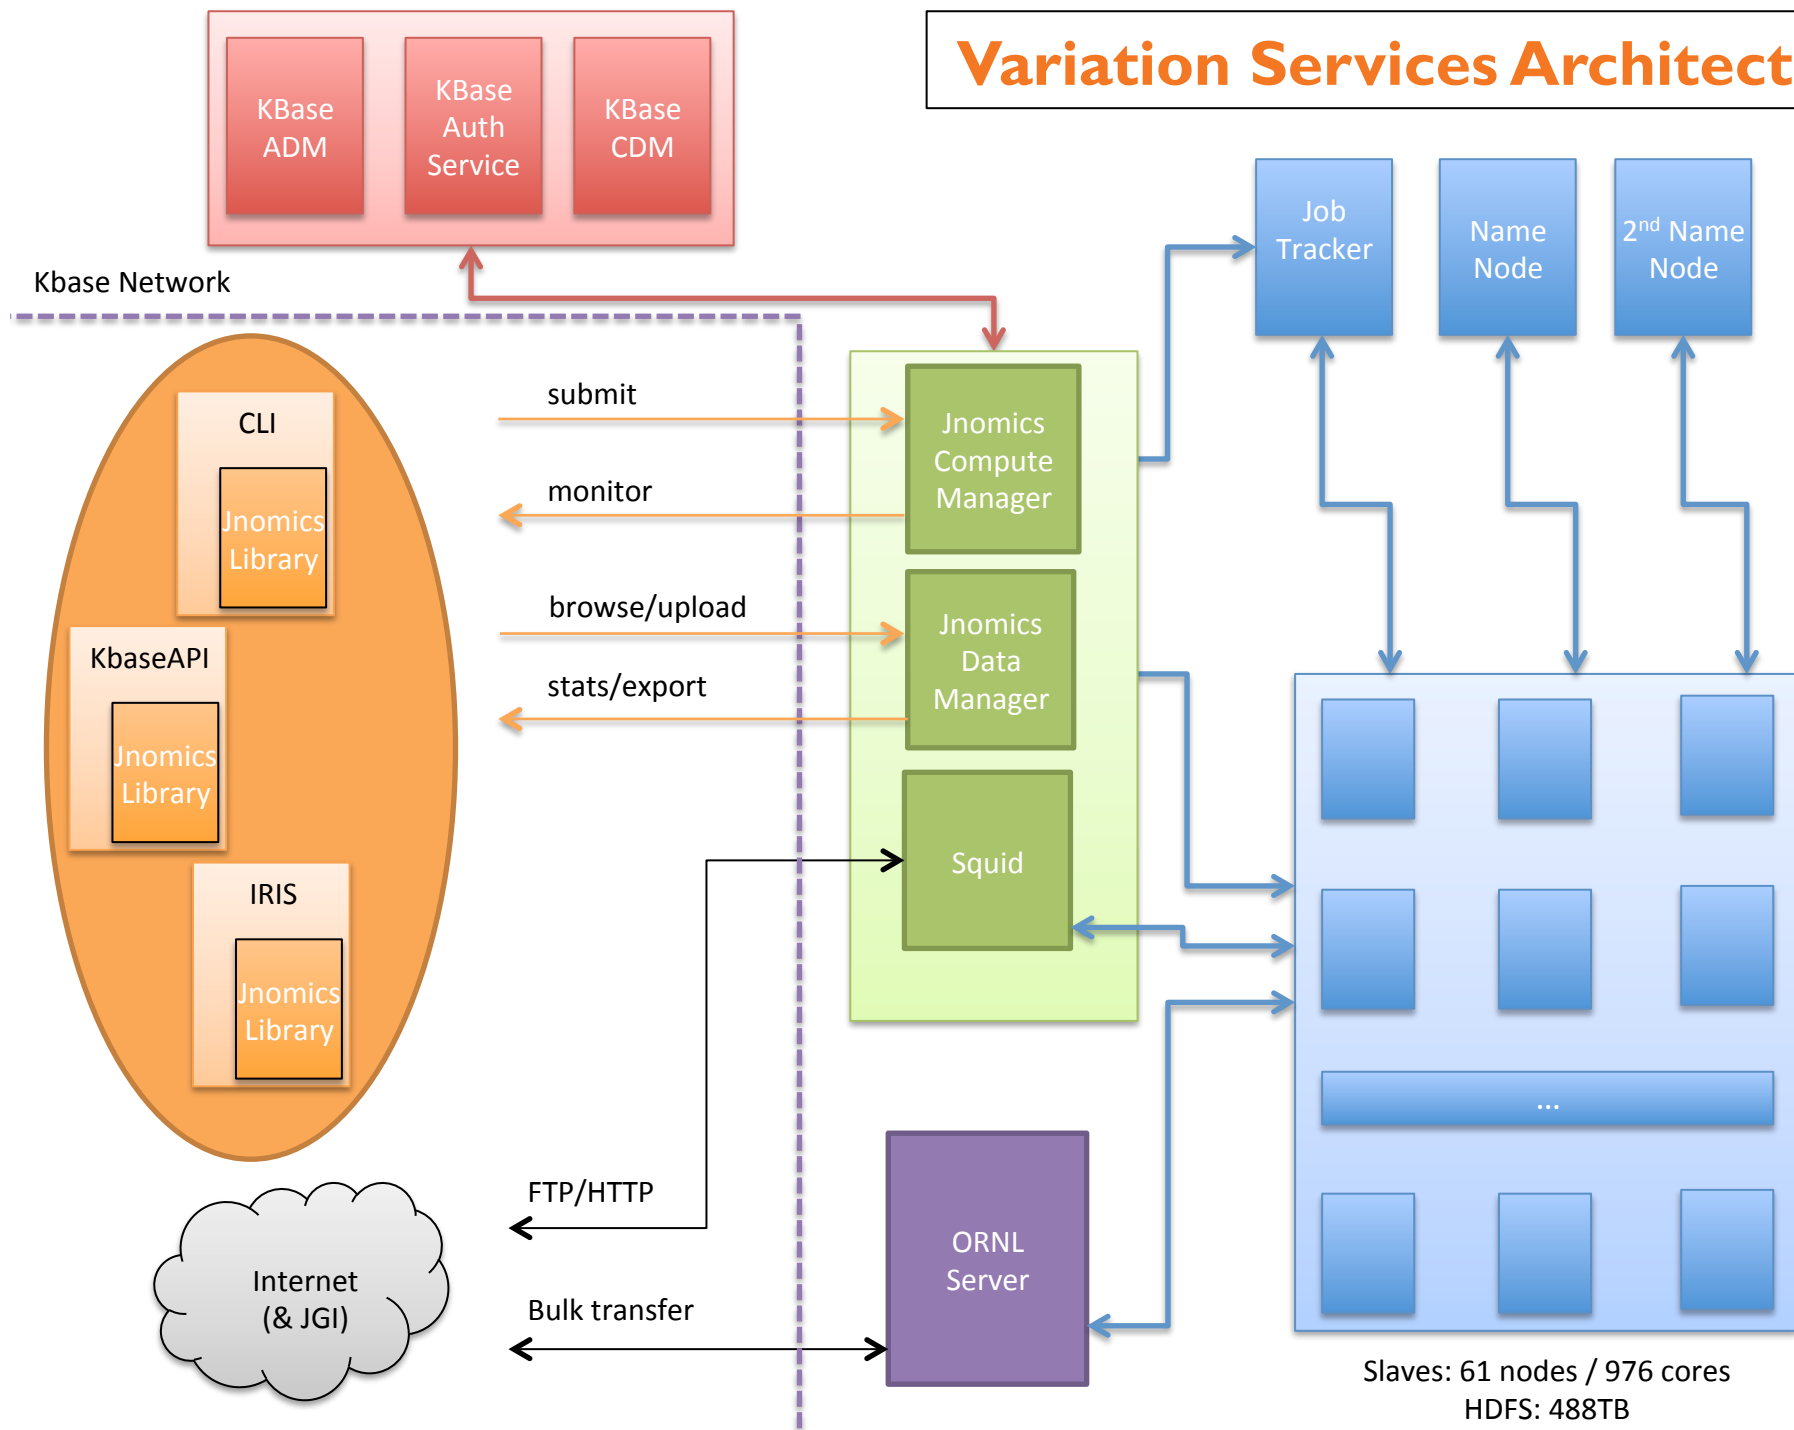 Variation Services Architect
KBase
ADM
KBase
Auth
Service
KBase
CDM
Job
Tracker
Name
Node
2nd Name
Node
Kbase Network
CLI
Jnomics
Library
KbaseAPI
Jnomics
Library
IRIS
Jnomics
Library
submit
monitor
browse/upload
stats/export
Jnomics
Compute
Manager
Jnomics
Data
Manager
Squid
...
FTP/HTTP
Bulk transfer
Internet
(& JGI)
ORNL
Server
Slaves: 61 nodes / 976 cores
HDFS: 488TB